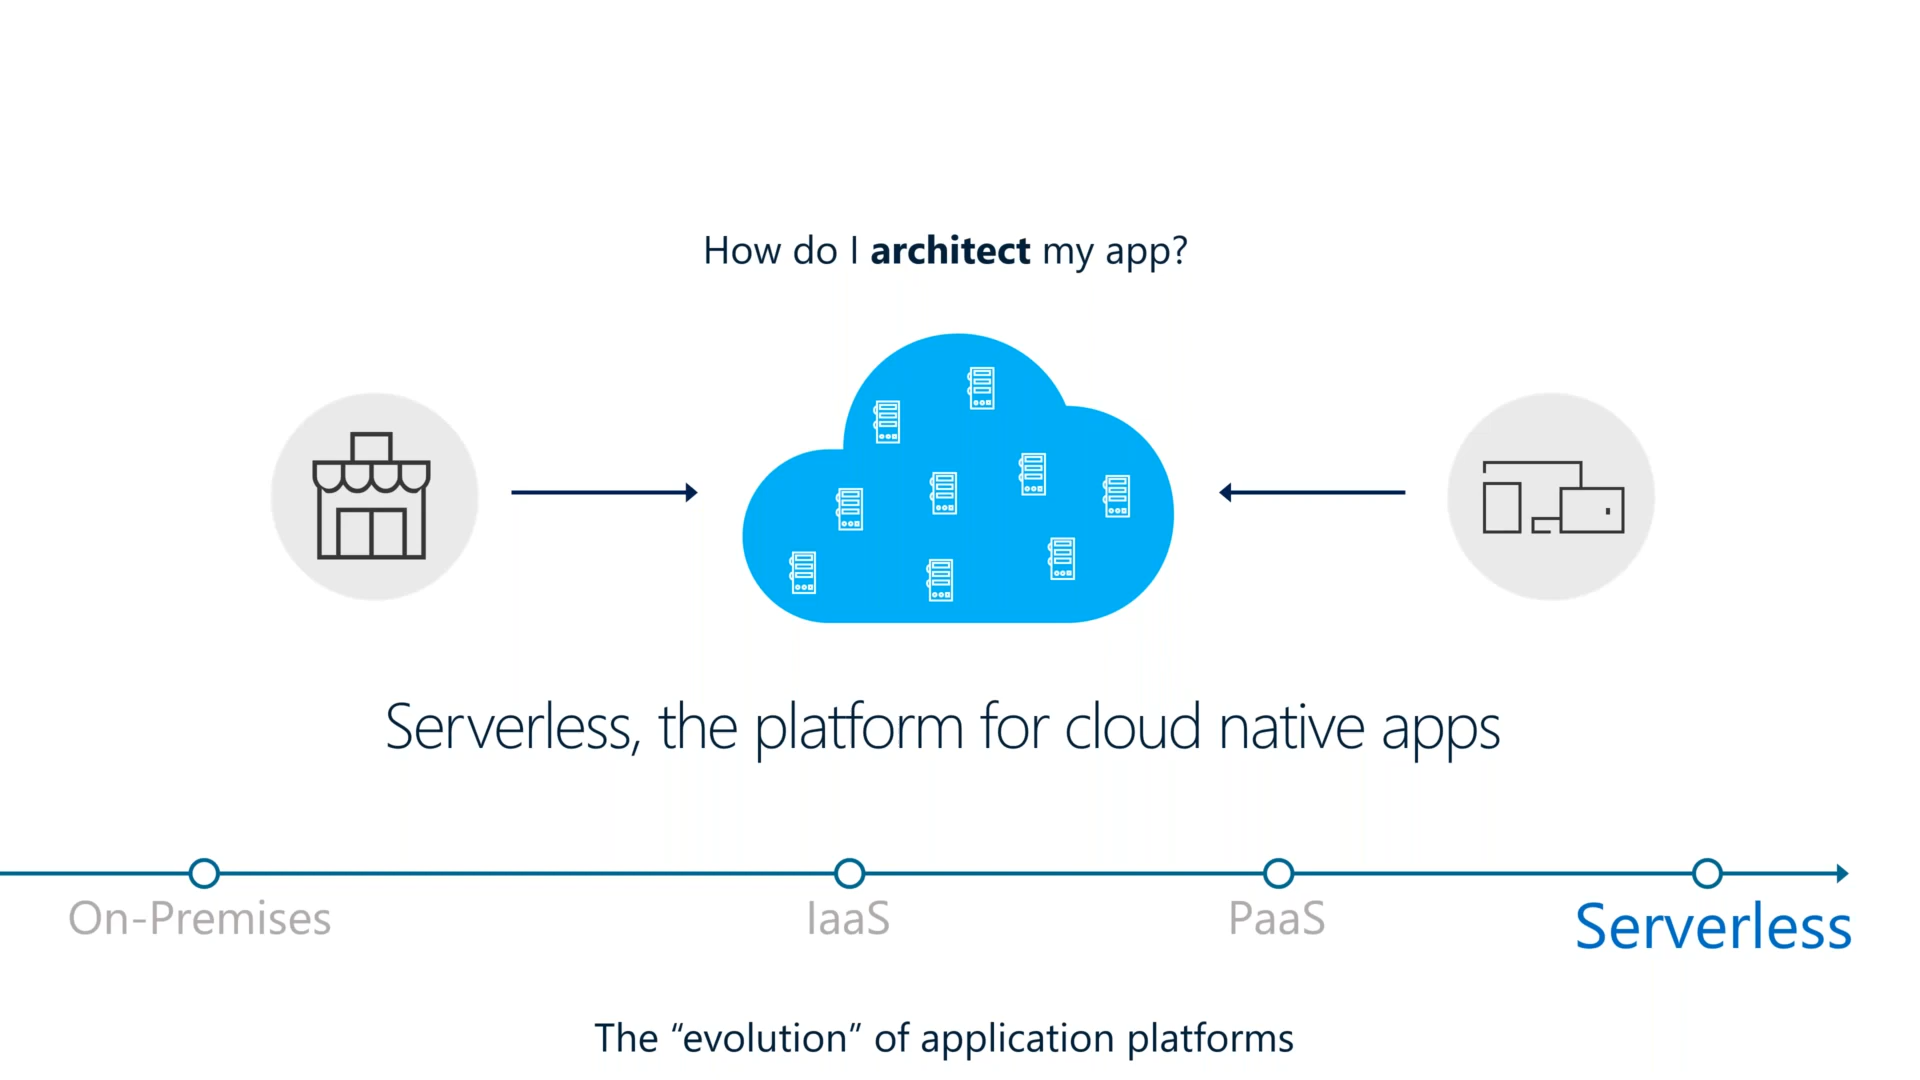 How do I architect my app?
Serverless, the platform for cloud native apps
On-Premises
IaaS
PaaS
Serverless
The “evolution” of application platforms